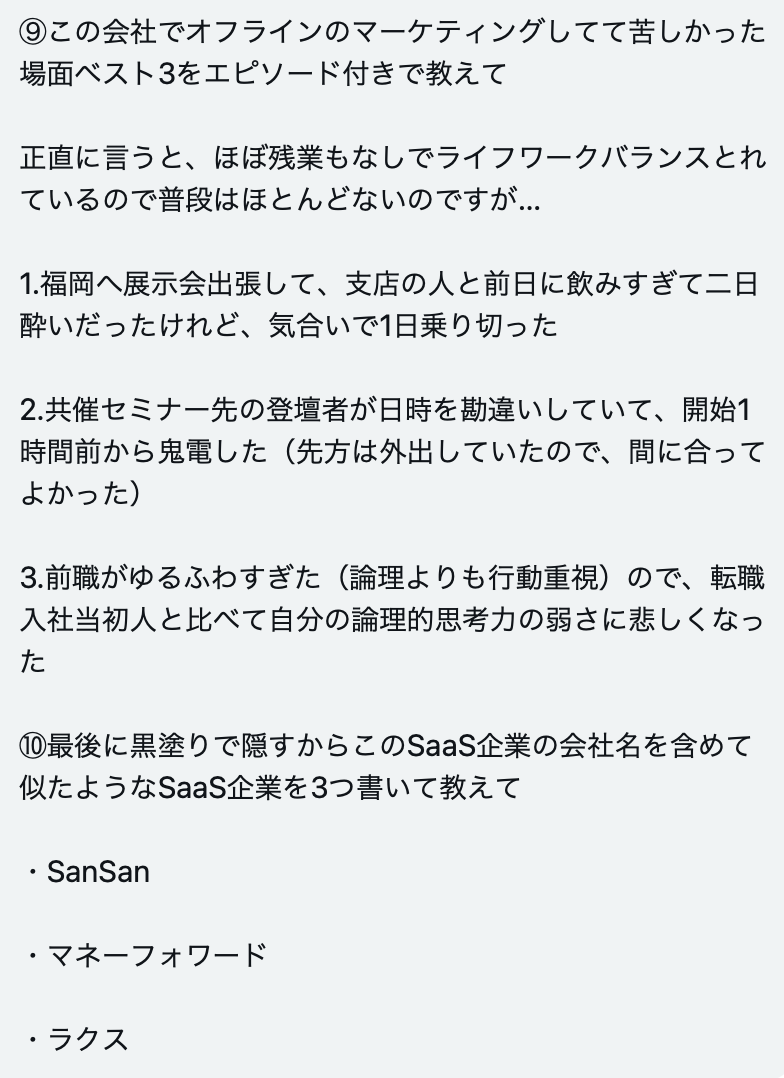 ⑨この会社でオフラインのマーケティングしてて苦しかった
場面ベスト3をエピソード付きで教えて
正直に言うと、ほぼ残業もなしでライフワークバランスとれ
ているので普段はほとんどないのですが...
1.福岡へ展示会出張して、支店の人と前日に飲みすぎて二日
酔いだったけれど、気合いで1日乗り切った
2.共催セミナー先の登壇者が日時を勘違いしていて、開始1
時間前から鬼電した（先方は外出していたので、間に合って
よかった）
3.前職がゆるふわすぎた（論理よりも行動重視）ので、転職
入社当初人と比べて自分の論理的思考力の弱さに悲しくなっ
た
⑩最後に黒塗りで隠すからこのSaaS企業の会社名を含めて
似たようなSaaS企業を3つ書いて教えて
・SanSan
・マネーフォワード
・ラクス